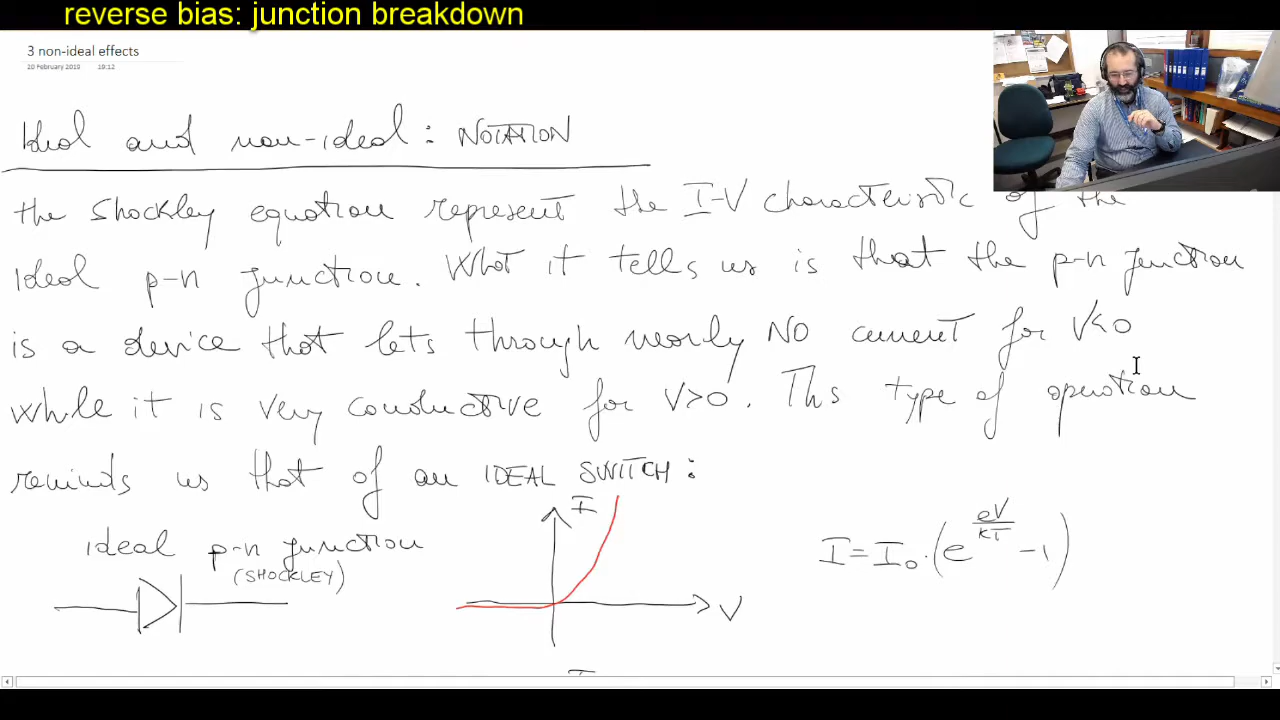 reverse bias: junction breakdown
3 non-ideal effects
20 February 2018 19:12
Ideal and non-ideal: NOTATION
the Shockley equation represent the I-V characteristic of the
ideal p-n junction. What it tells us is that the p-n junction
is a device that lets through nearly NO current for V<0
while it is very conductive for V>0. This type of operation
reminds us that of an IDEAL SWITCH:
I
ideal p-n junction
(SHOCKLEY)
I=I₀·(e^(eV/kT) -1)
V
I